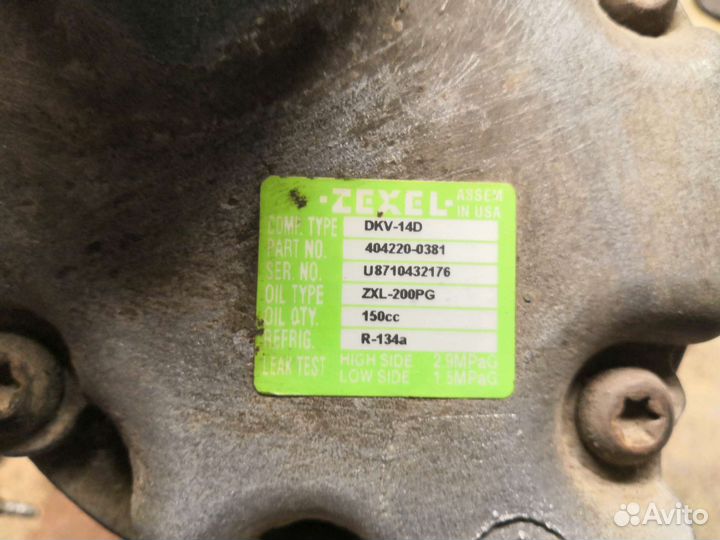 ·ZEXEL· ASSEM
IN USA
COMP. TYPE DKV-14D
PART NO. 404220-0381
SER. NO. U8710432176
OIL TYPE ZXL-200PG
OIL QTY. 150cc
REFRIG. R-134a
LEAK TEST HIGH SIDE 2.9MPaG
LOW SIDE 1.5MPaG
Avito